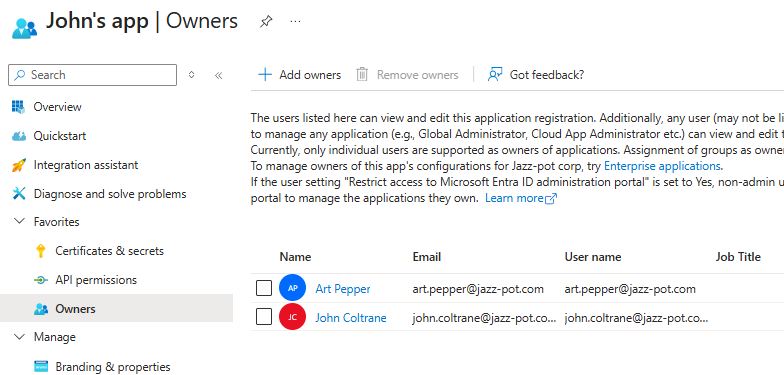 John's app | Owners
Search
Add owners
Remove owners
Got feedback?
Overview
Quickstart
Integration assistant
Diagnose and solve problems
Favorites
Certificates & secrets
API permissions
Owners
Manage
Branding & properties
The users listed here can view and edit this application registration. Additionally, any user (may not be li
to manage any application (e.g., Global Administrator, Cloud App Administrator etc.) can view and edit t
Currently, only individual users are supported as owners of applications. Assignment of groups as owne
To manage owners of this app's configurations for Jazz-pot corp, try Enterprise applications.
If the user setting "Restrict access to Microsoft Entra ID administration portal" is set to Yes, non-admin u
portal to manage the applications they own. Learn more
Name Email User name Job Title
AP Art Pepper art.pepper@jazz-pot.com art.pepper@jazz-pot.com
JC John Coltrane john.coltrane@jazz-pot.co... john.coltrane@jazz-pot.co...